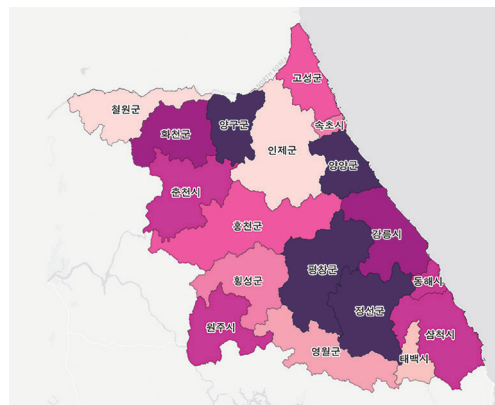 고성군
철원군
속초시
양구군
화천군
인제군
양양군
춘천시
홍천군
강릉시
평창군
횡성군
동해시
정선군
원주시
삼척시
영월군
태백시